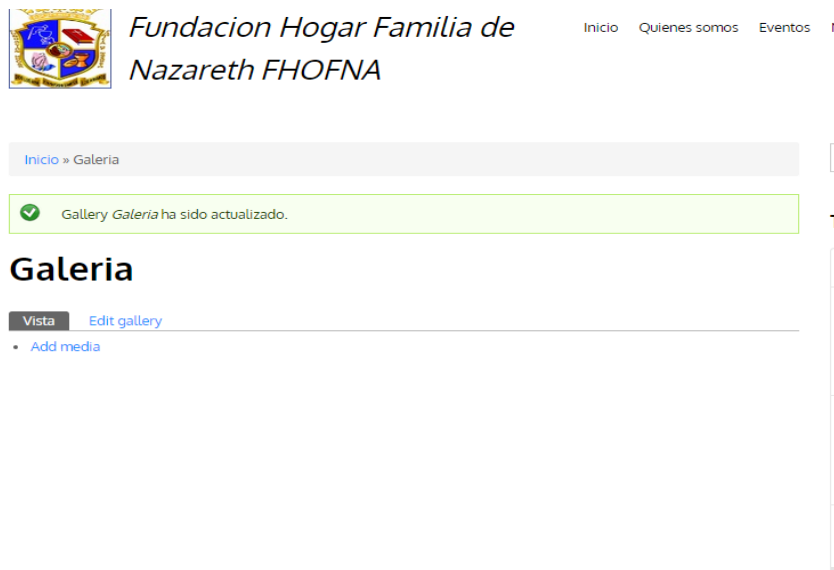 Fundacion Hogar Familia de
Nazareth FHOFNA
Inicio Quienes somos Eventos
Inicio » Galeria
Gallery Galeria ha sido actualizado.
Galeria
Vista Edit gallery
Add media